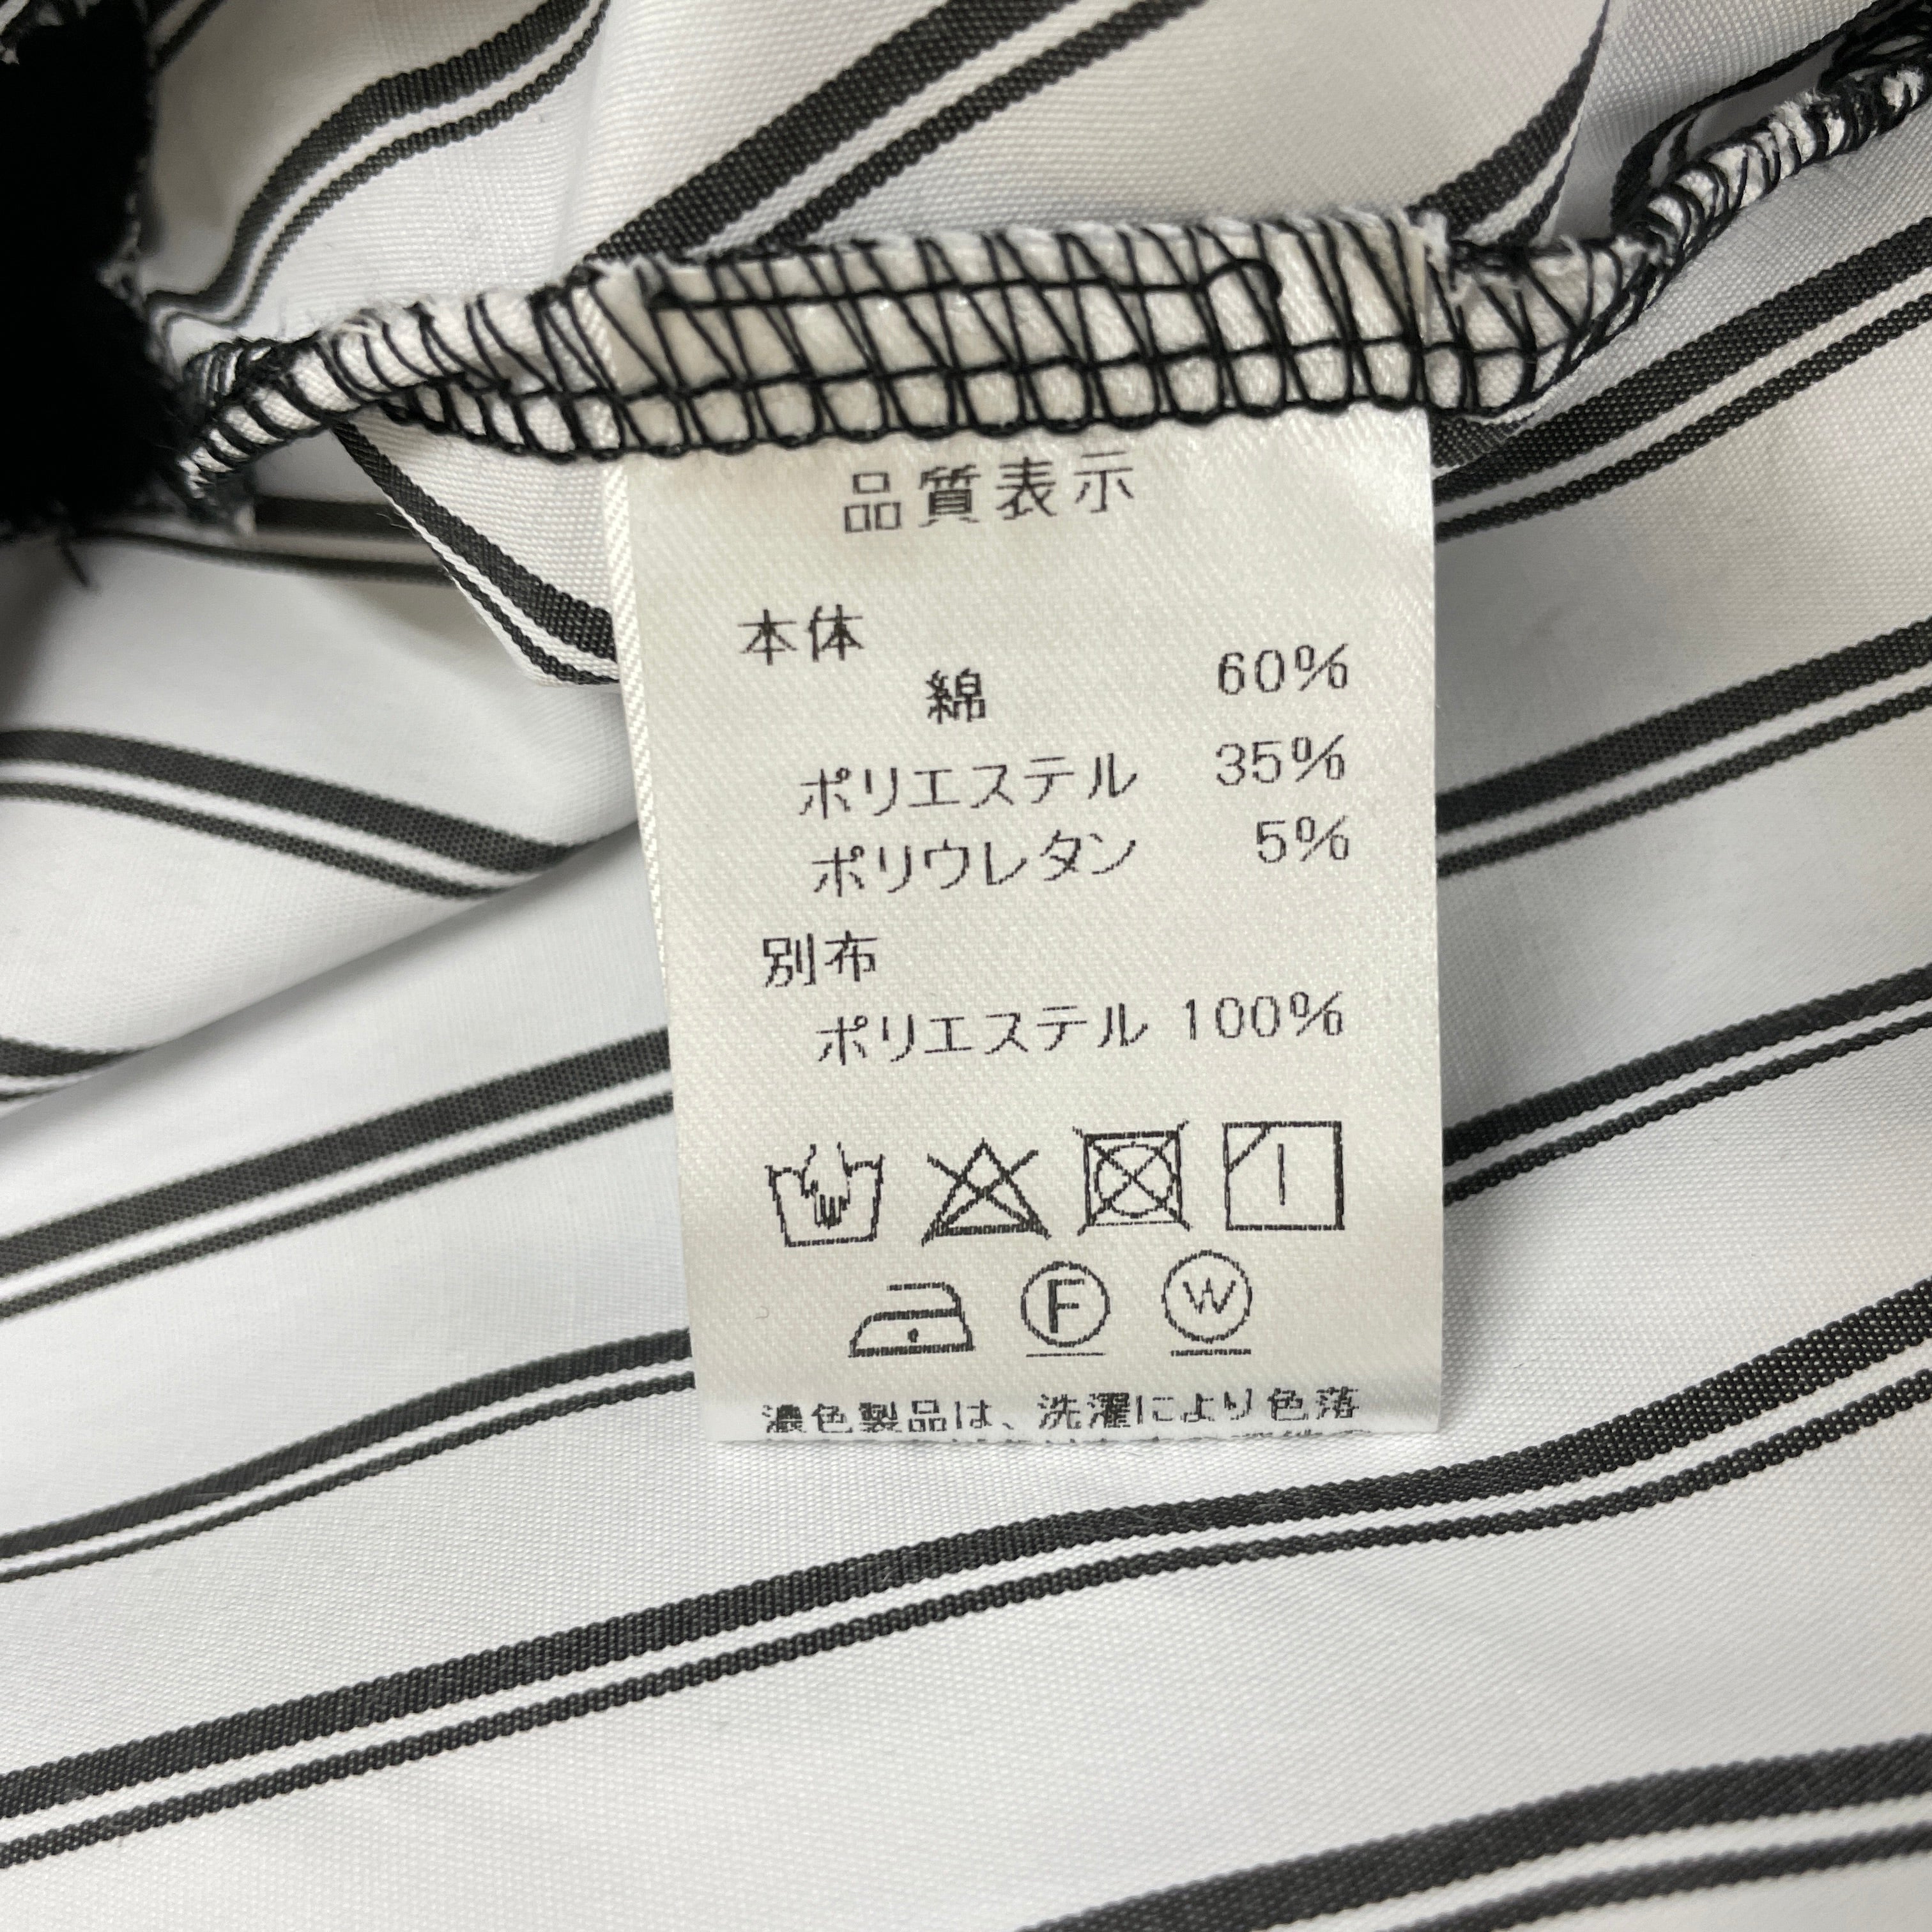 品質表示
本体
綿 60%
ポリエステル 35%
ポリウレタン 5%
別布
ポリエステル 100%
F W
濃色製品は、洗濯により色落